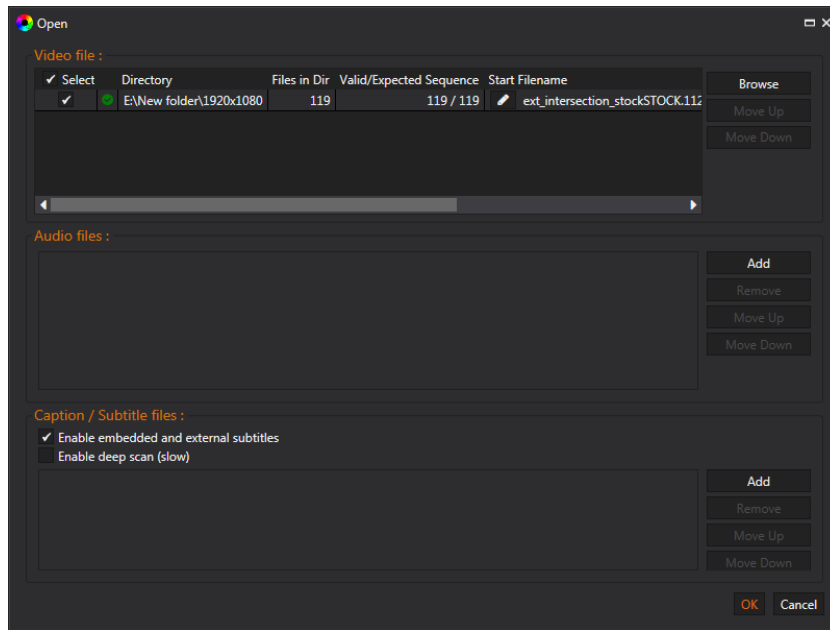 Open
Video file :
Select Directory Files in Dir Valid/Expected Sequence Start Filename
E:\New folder\1920x1080 119 119 / 119 ext_intersection_stockSTOCK.112
Browse
Move Up
Move Down
Audio files :
Add
Remove
Move Up
Move Down
Caption / Subtitle files :
Enable embedded and external subtitles
Enable deep scan (slow)
Add
Remove
Move Up
Move Down
OK Cancel